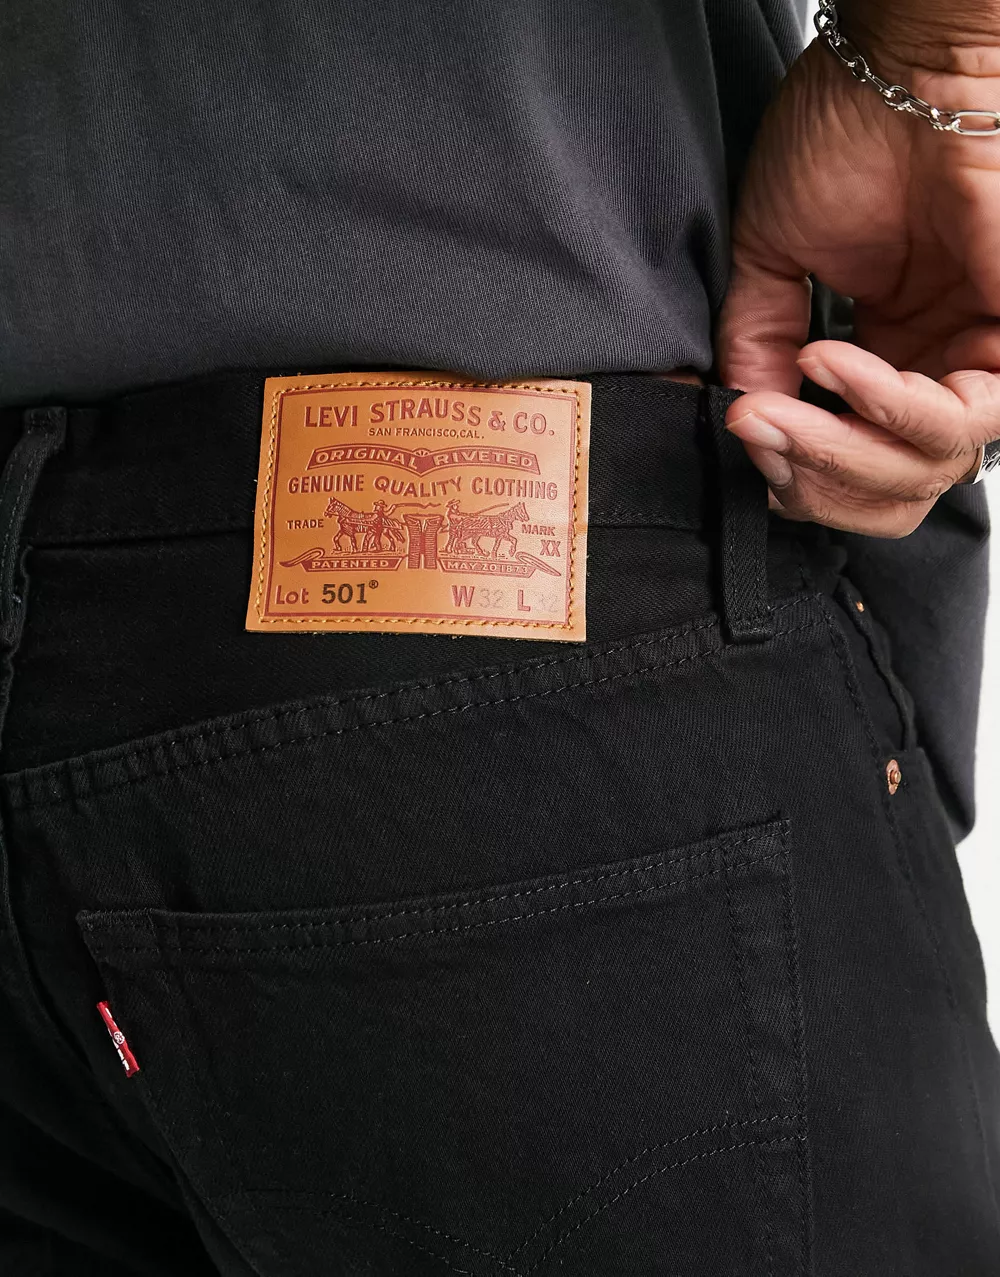 LEVI STRAUSS & CO.
SAN FRANCISCO, CAL.
ORIGINAL RIVETED
GENUINE QUALITY CLOTHING
TRADE MARK
XX
PATENTED MAY 20 1873
Lot 501® W32 L32